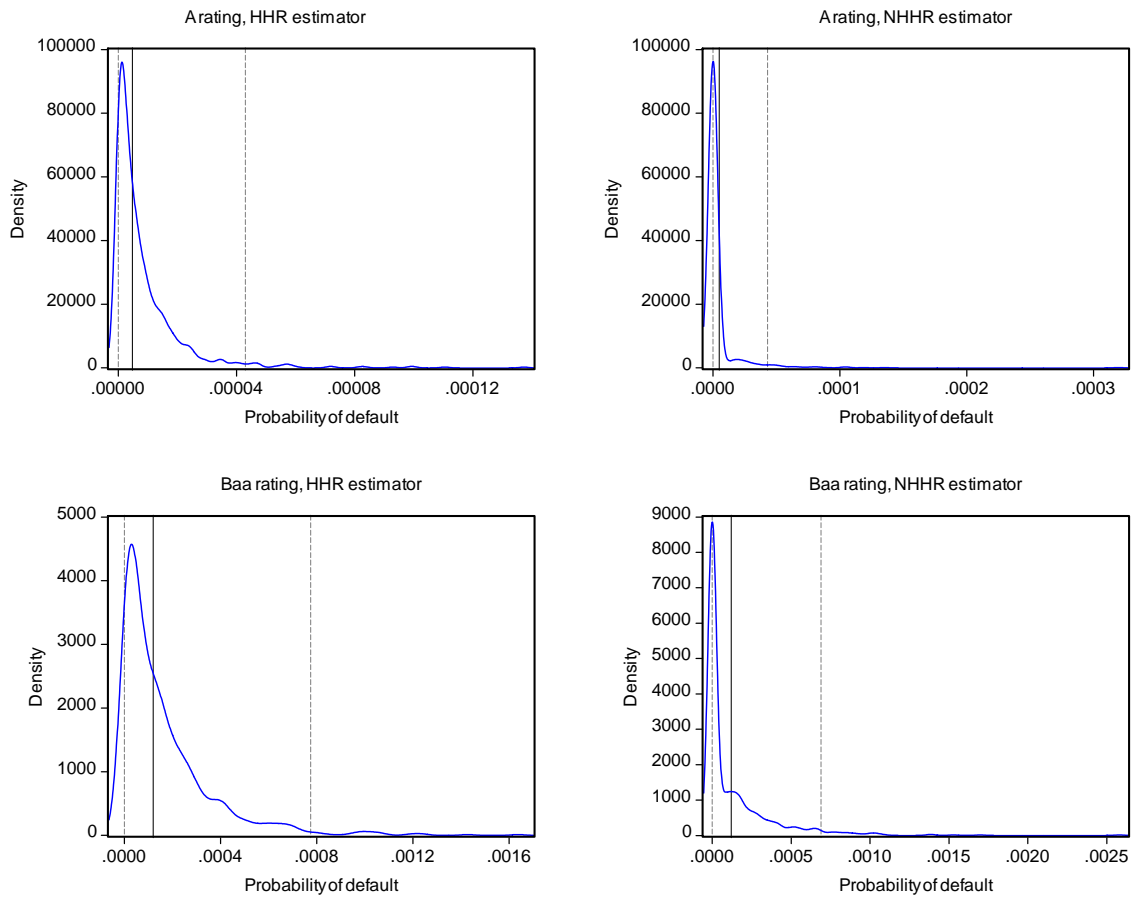 A rating, HHR estimator
100000
80000
60000
40000
20000
0
Density
.00000 .00004 .00008 .00012
Probability of default
A rating, NHHR estimator
100000
80000
60000
40000
20000
0
Density
.0000 .0001 .0002 .0003
Probability of default
Baa rating, HHR estimator
5000
4000
3000
2000
1000
0
Density
.0000 .0004 .0008 .0012 .0016
Probability of default
Baa rating, NHHR estimator
9000
8000
7000
6000
5000
4000
3000
2000
1000
0
Density
.0000 .0005 .0010 .0015 .0020 .0025
Probability of default